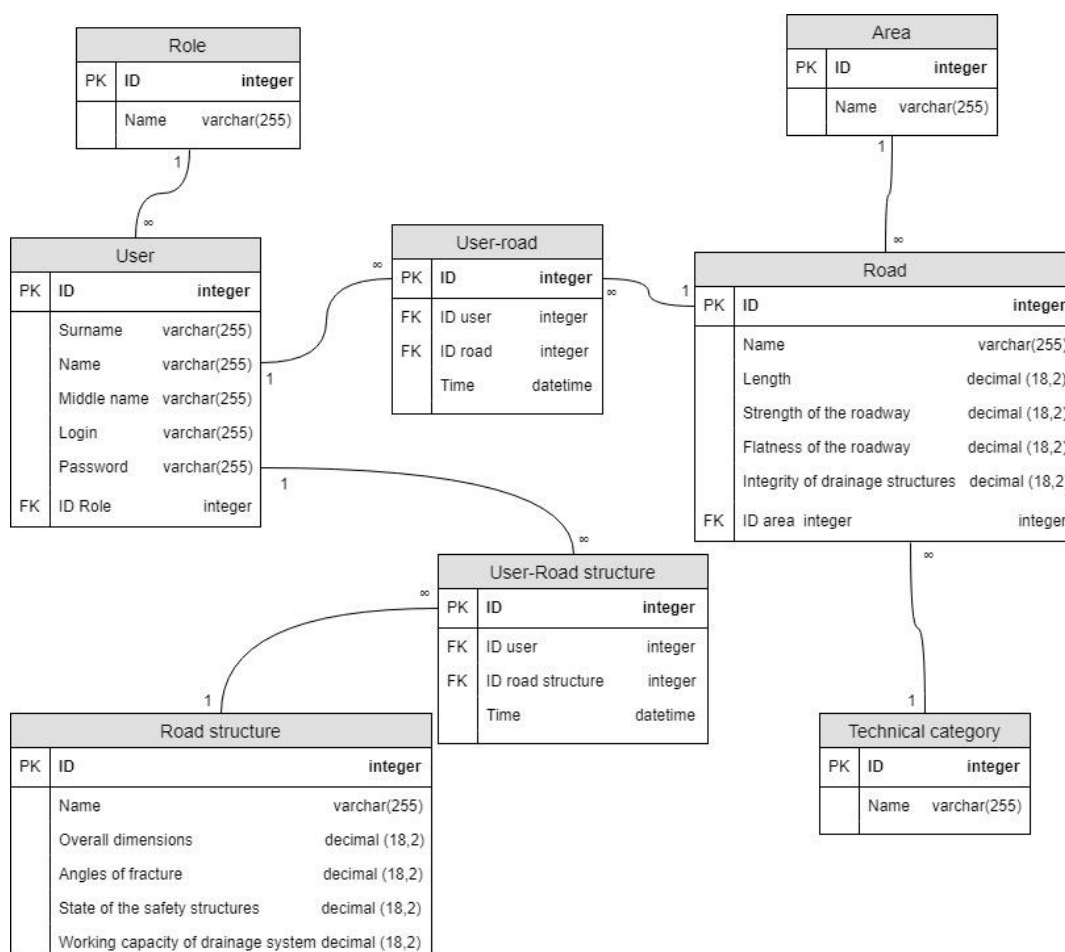 Role
PK ID integer
Name varchar(255)
1
∞
Area
PK ID integer
Name varchar(255)
1
∞
User
PK ID integer
Surname varchar(255)
Name varchar(255)
Middle name varchar(255)
Login varchar(255)
Password varchar(255)
FK ID Role integer
1
∞
1
∞
User-road
PK ID integer
FK ID user integer
FK ID road integer
Time datetime
∞
1
Road
PK ID integer
Name varchar(255)
Length decimal (18,2)
Strength of the roadway decimal (18,2)
Flatness of the roadway decimal (18,2)
Integrity of drainage structures decimal (18,2)
FK ID area integer integer
∞
1
User-Road structure
PK ID integer
FK ID user integer
FK ID road structure integer
Time datetime
∞
1
Road structure
PK ID integer
Name varchar(255)
Overall dimensions decimal (18,2)
Angles of fracture decimal (18,2)
State of the safety structures decimal (18,2)
Working capacity of drainage system decimal (18,2)
Technical category
PK ID integer
Name varchar(255)